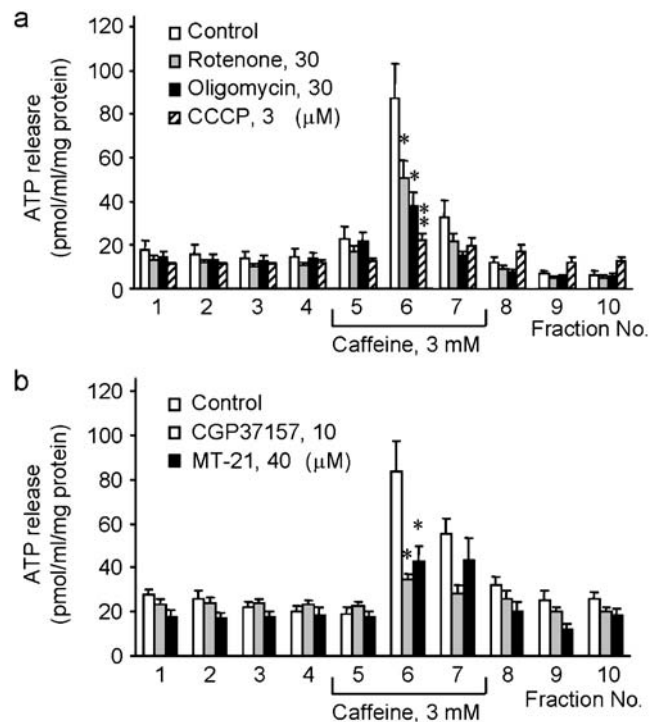 a
120
100
80
60
40
20
0
ATP releasre
(pmol/ml/mg protein)
Control
Rotenone, 30
Oligomycin, 30
CCCP, 3 (μM)
*
*
**
1 2 3 4 5 6 7 8 9 10
Caffeine, 3 mM
Fraction No.
b
120
100
80
60
40
20
0
ATP release
(pmol/ml/mg protein)
Control
CGP37157, 10
MT-21, 40 (μM)
*
*
1 2 3 4 5 6 7 8 9 10
Caffeine, 3 mM
Fraction No.